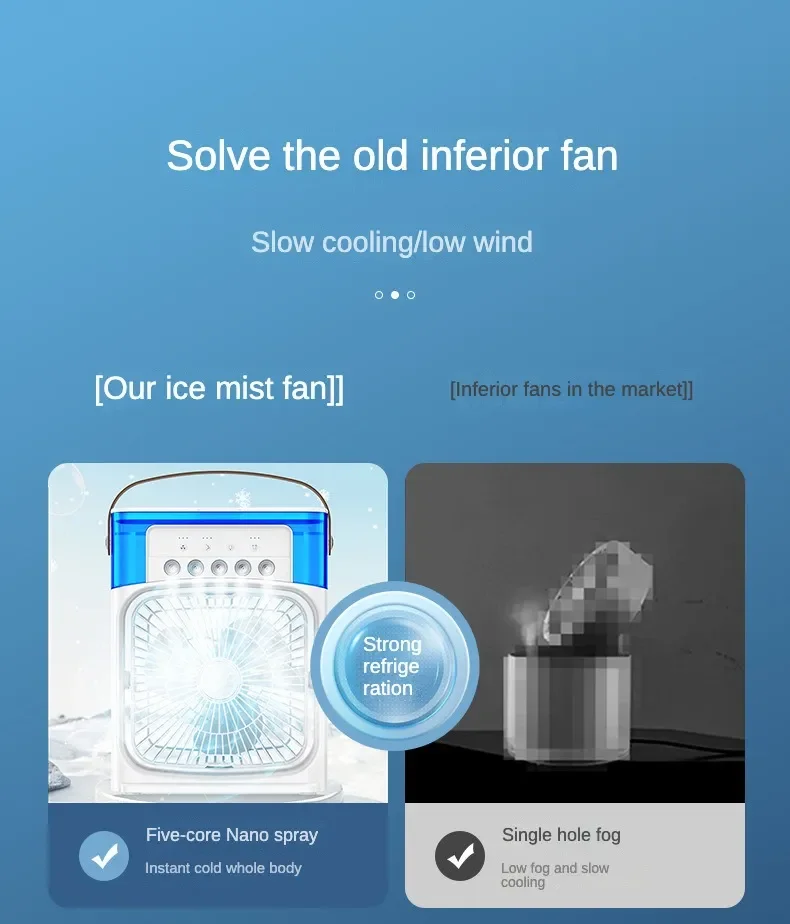 Solve the old inferior fan
Slow cooling/low wind
[Our ice mist fan]]
[Inferior fans in the market]]
Strong
refrige
ration
Five-core Nano spray
Instant cold whole body
Single hole fog
Low fog and slow
cooling